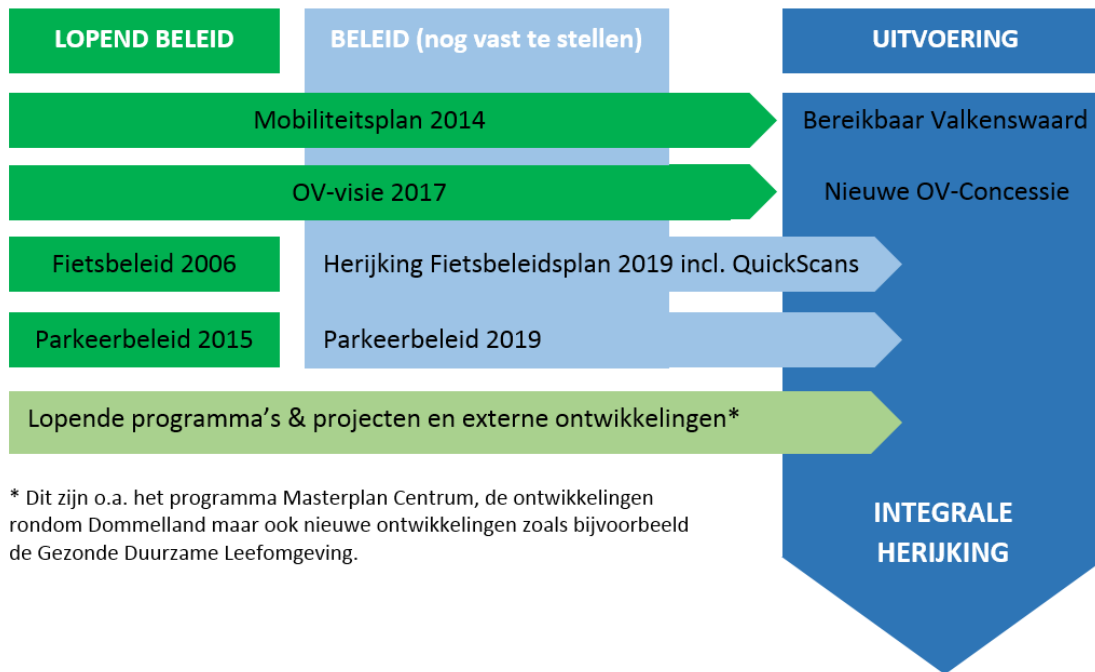 LOPEND BELEID
BELEID (nog vast te stellen)
UITVOERING
Mobiliteitsplan 2014
Bereikbaar Valkenswaard
OV-visie 2017
Nieuwe OV-Concessie
Fietsbeleid 2006
Herijking Fietsbeleidsplan 2019 incl. QuickScans
Parkeerbeleid 2015
Parkeerbeleid 2019
Lopende programma's & projecten en externe ontwikkelingen*
* Dit zijn o.a. het programma Masterplan Centrum, de ontwikkelingen
rondom Dommelland maar ook nieuwe ontwikkelingen zoals bijvoorbeeld
de Gezonde Duurzame Leefomgeving.
INTEGRALE
HERIJKING